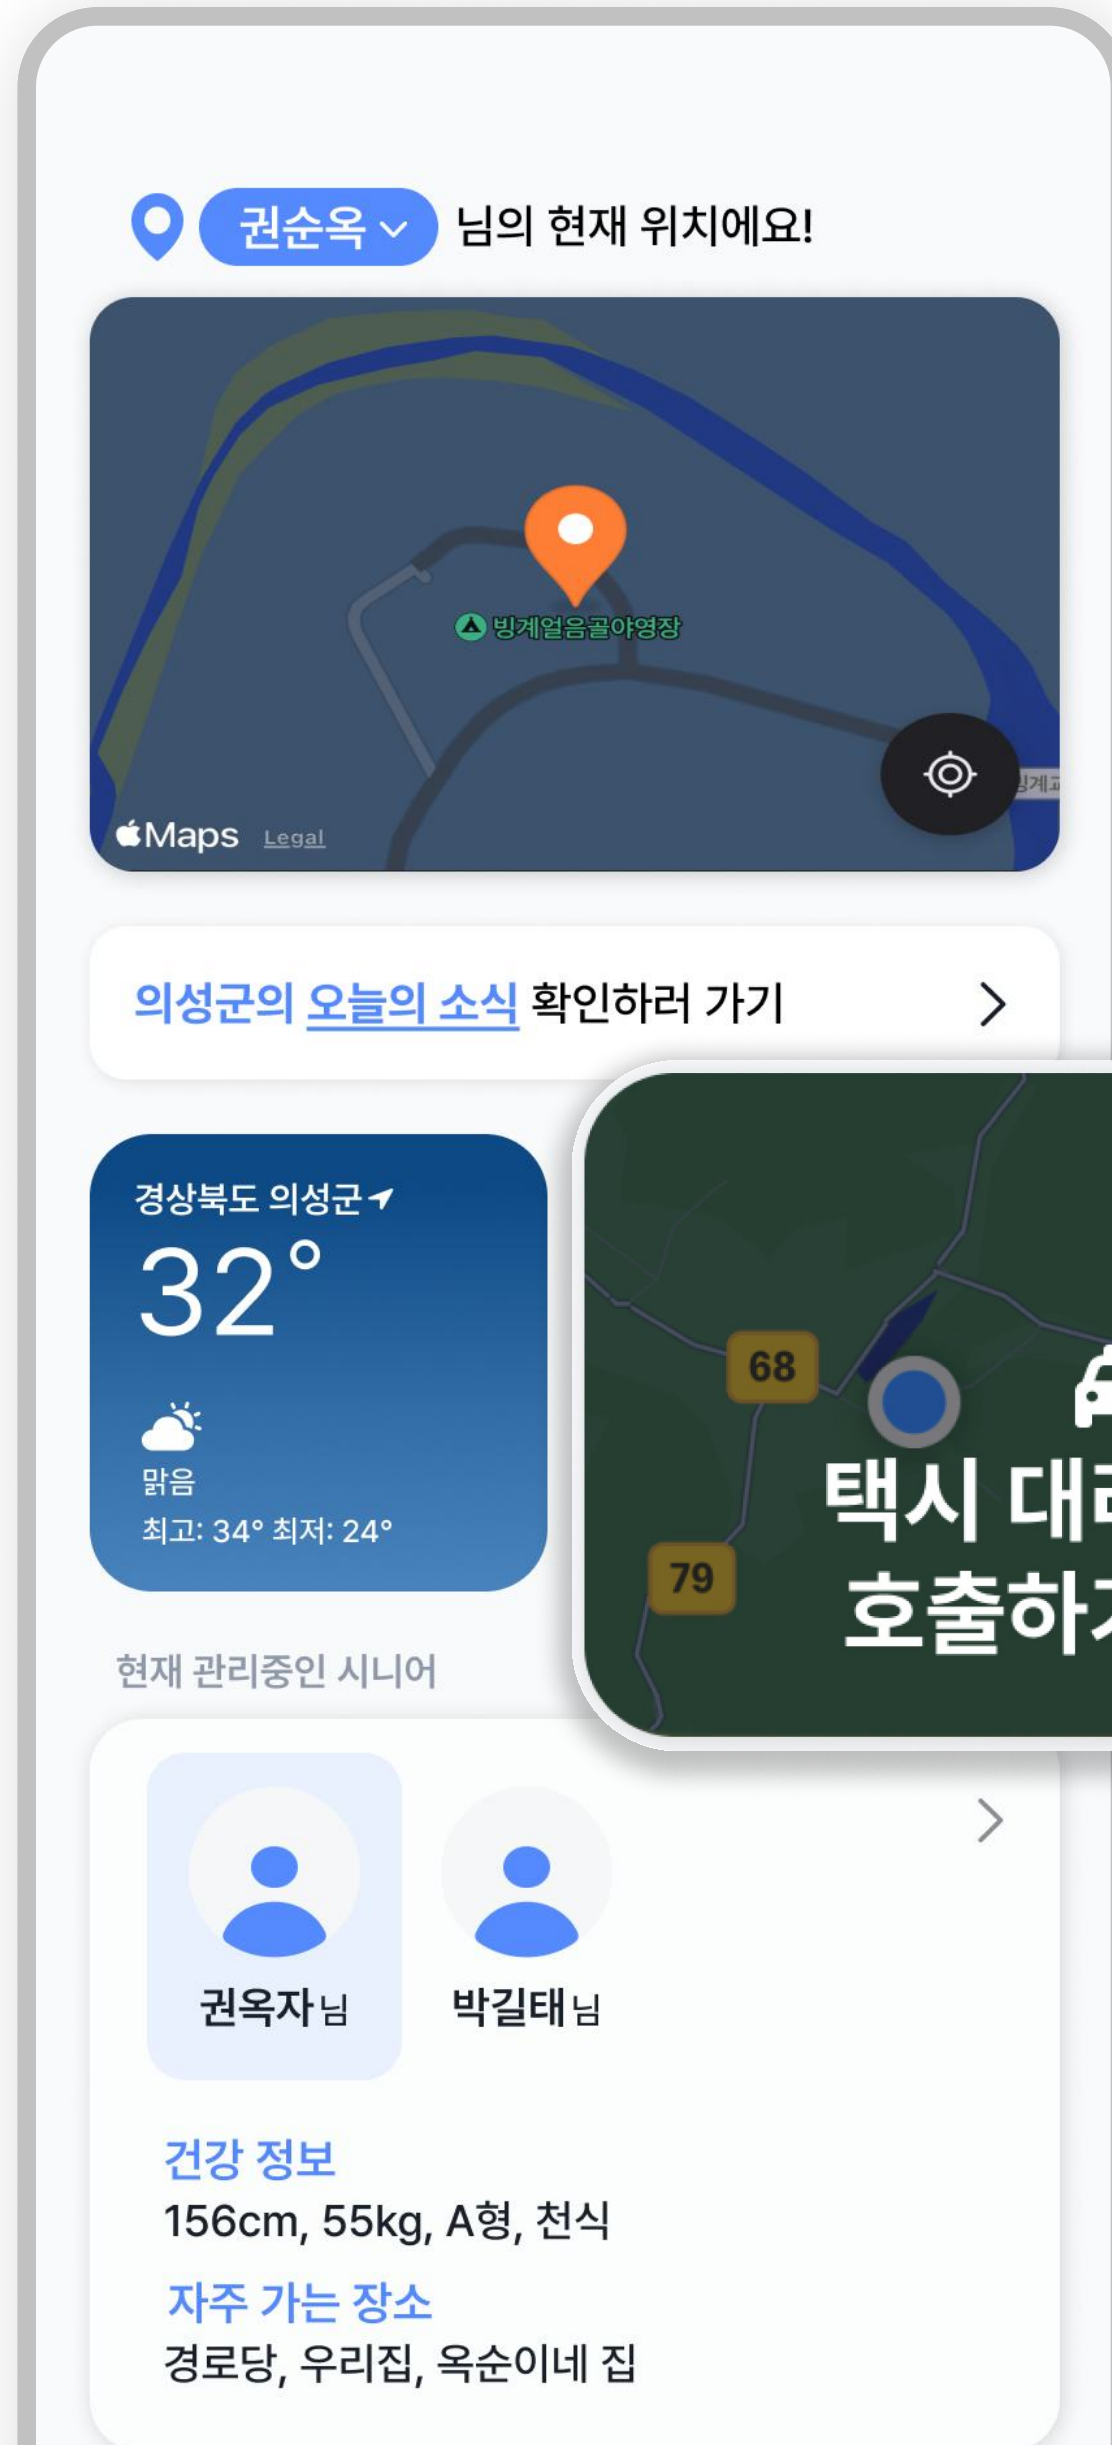 권순옥 님의 현재 위치에요!
빙계얼음골야영장
Maps Legal
의성군의 오늘의 소식 확인하러 가기
경상북도 의성군
32°
맑음
최고: 34° 최저: 24°
68
79
택시
현재 관리중인 시니어
권옥자님 박길태님
건강 정보
156cm, 55kg, A형, 천식
자주 가는 장소
경로당, 우리집, 옥순이네 집